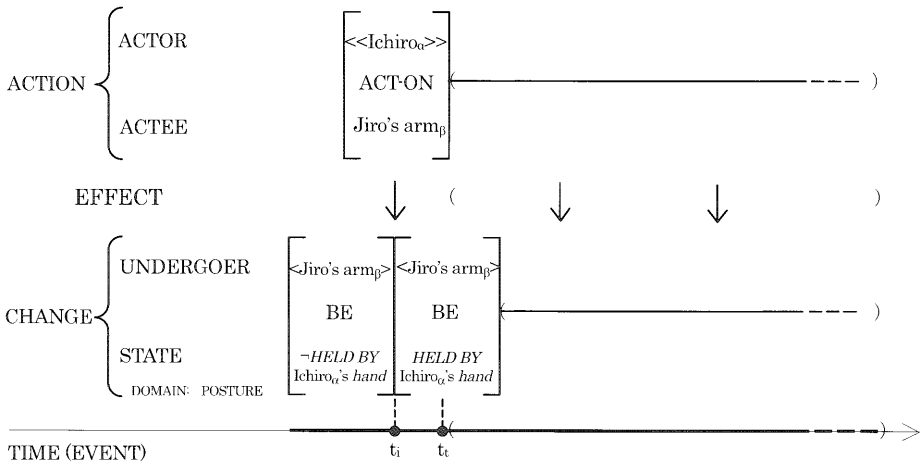 ACTOR <<Ichiroα>>
ACTION ACT-ON ( )
ACTEE Jiro's armβ
EFFECT ( )
UNDERGOER <Jiro's armβ> <Jiro's armβ>
CHANGE BE BE ( )
STATE ¬HELD BY HELD BY
Ichiroα's hand Ichiroα's hand
DOMAIN: POSTURE
( )
TIME (EVENT) ti tt